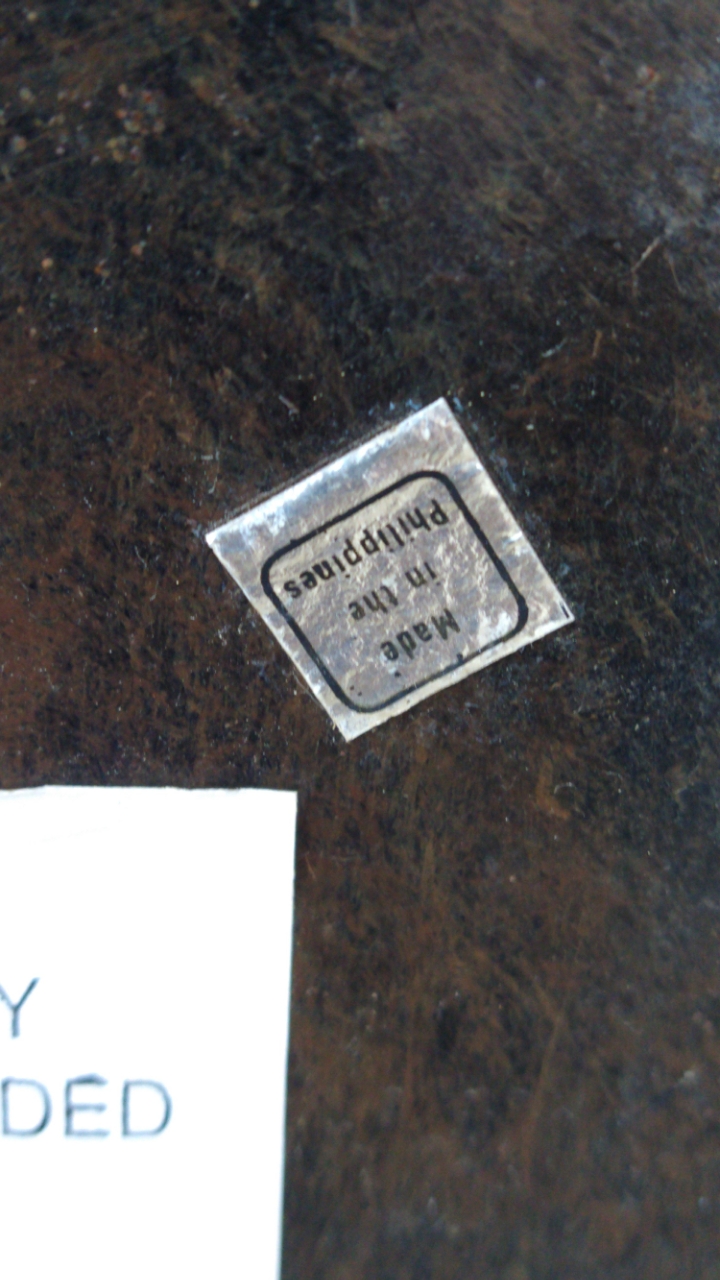 Made
in the
Philippines
Y
DED